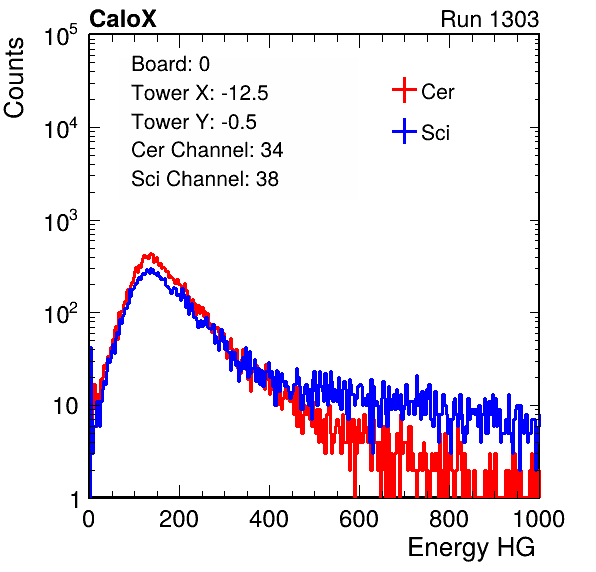 CaloX Run 1303
Counts
10^5
10^4
10^3
10^2
10
1
Board: 0
Tower X: -12.5
Tower Y: -0.5
Cer Channel: 34
Sci Channel: 38
Cer
Sci
0 200 400 600 800 1000
Energy HG